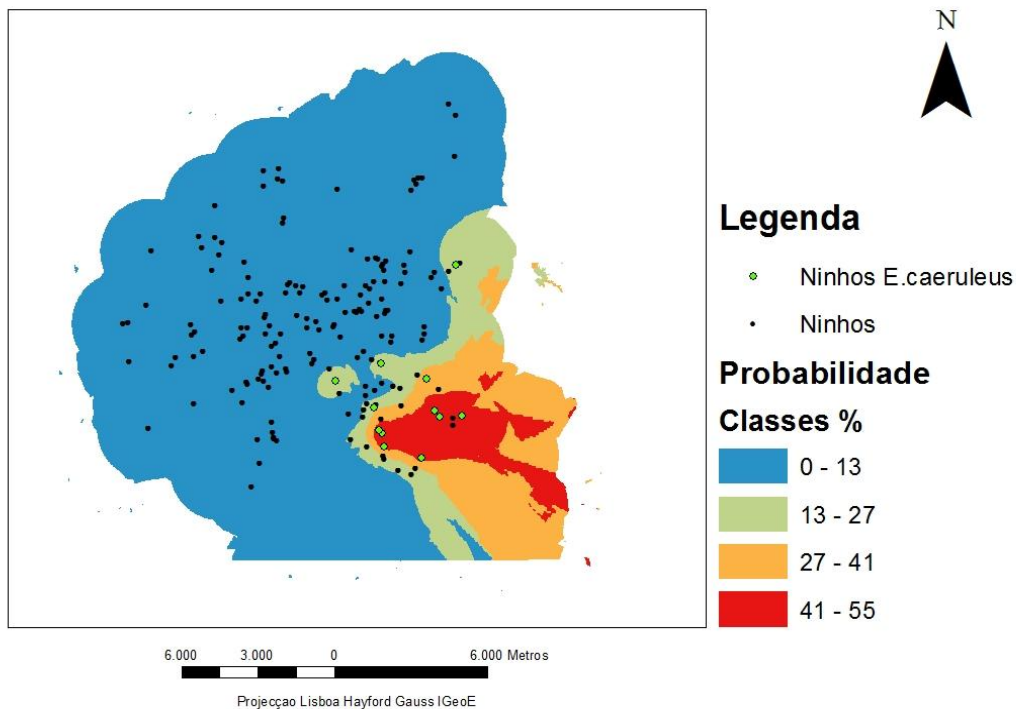 N
Legenda
Ninhos E.caeruleus
Ninhos
Probabilidade
Classes %
0 - 13
13 - 27
27 - 41
41 - 55
6.000 3.000 0 6.000 Metros
Projecçao Lisboa Hayford Gauss IGeoE